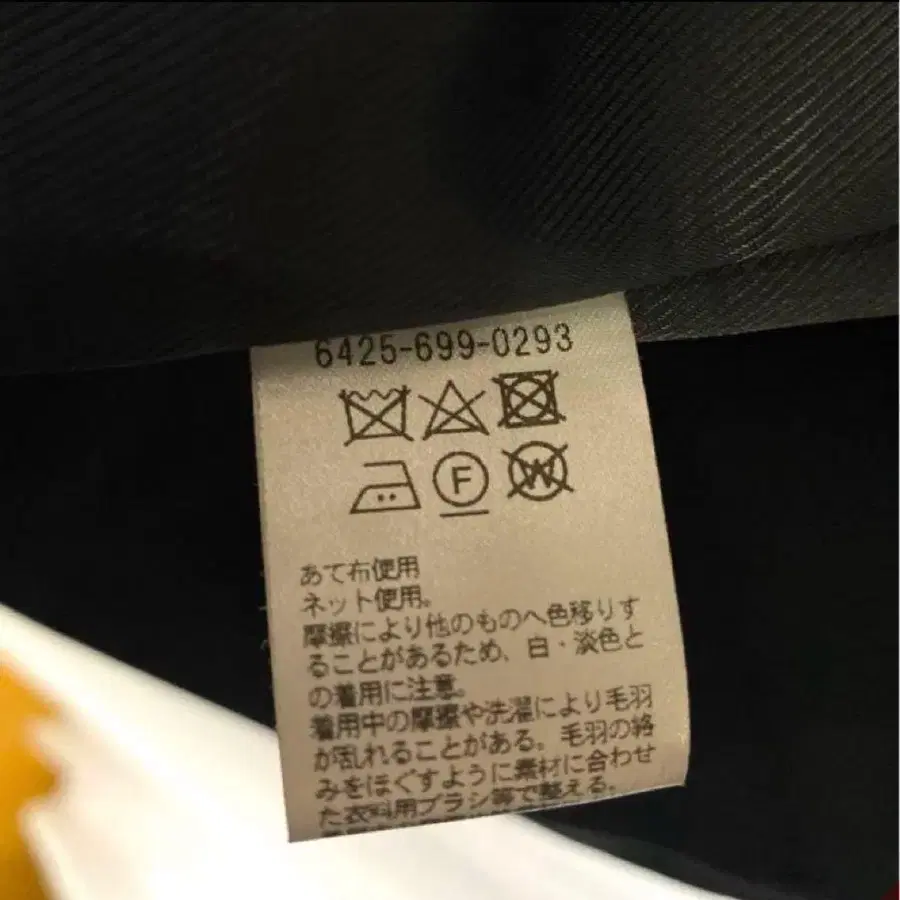 6425-699-0293
F
W
あて布使用
ネット使用。
摩擦により他のものへ色移りす
ることがあるため、白・淡色と
の着用に注意。
着用中の摩擦や洗濯により毛羽
が乱れることがある。毛羽の絡
みをほぐすように素材に合わせ
た衣料用ブラシ等で整える。